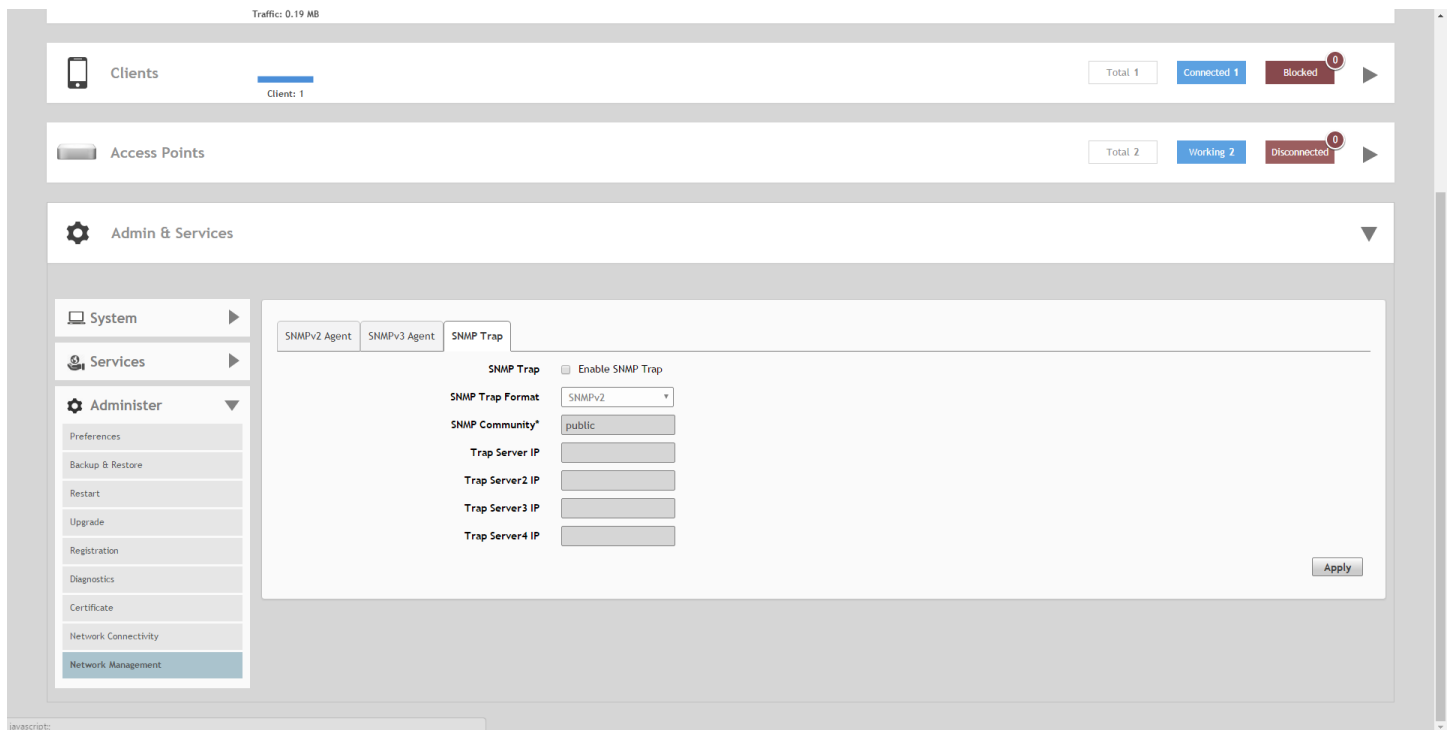 Traffic: 0.19 MB
Clients
Client: 1
Total 1
Connected 1
Blocked
0
Access Points
Total 2
Working 2
Disconnected
0
Admin & Services
System
Services
Administer
Preferences
Backup & Restore
Restart
Upgrade
Registration
Diagnostics
Certificate
Network Connectivity
Network Management
SNMPv2 Agent
SNMPv3 Agent
SNMP Trap
SNMP Trap Enable SNMP Trap
SNMP Trap Format SNMPv2
SNMP Community* public
Trap Server IP
Trap Server2 IP
Trap Server3 IP
Trap Server4 IP
Apply
javascript: